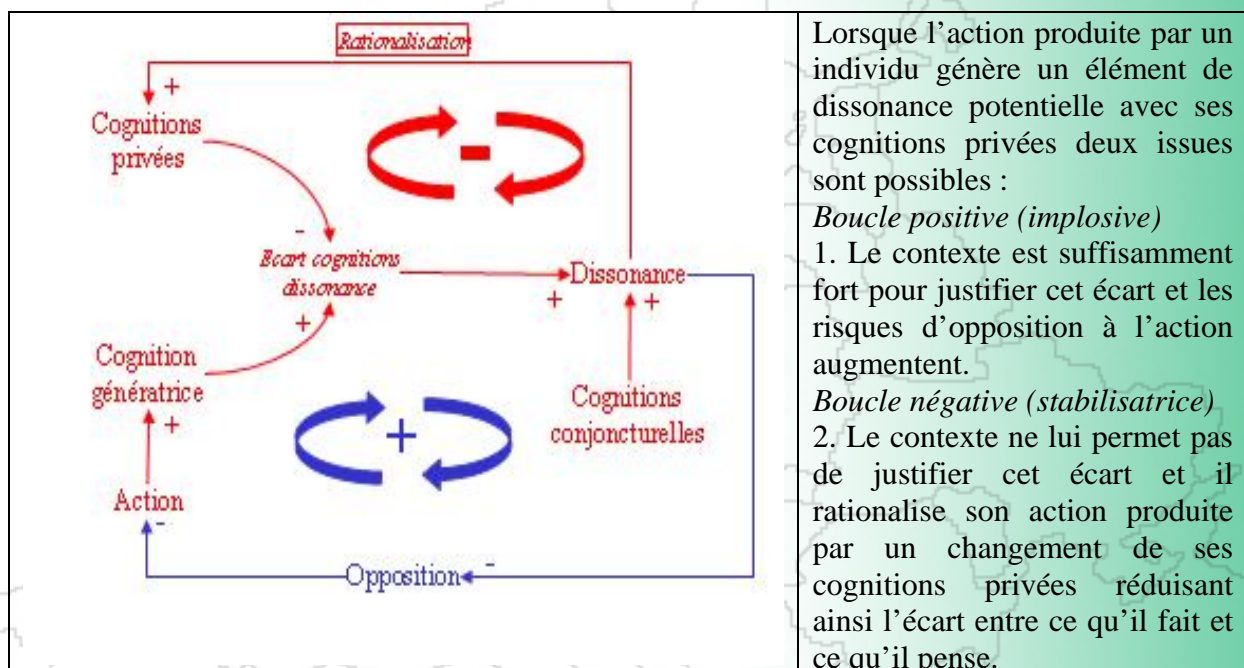 Rationalisation
+
Cognitions
privées
-
-
Ecart cognitions
dissonance
+
Dissonance
+
+
Cognition
génératrice
+
Cognitions
conjoncturelles
+
Action
-
Opposition
-
Lorsque l’action produite par un
individu génère un élément de
dissonance potentielle avec ses
cognitions privées deux issues
sont possibles :
Boucle positive (implosive)
1. Le contexte est suffisamment
fort pour justifier cet écart et les
risques d’opposition à l’action
augmentent.
Boucle négative (stabilisatrice)
2. Le contexte ne lui permet pas
de justifier cet écart et il
rationalise son action produite
par un changement de ses
cognitions privées réduisant
ainsi l’écart entre ce qu’il fait et
ce qu’il pense.